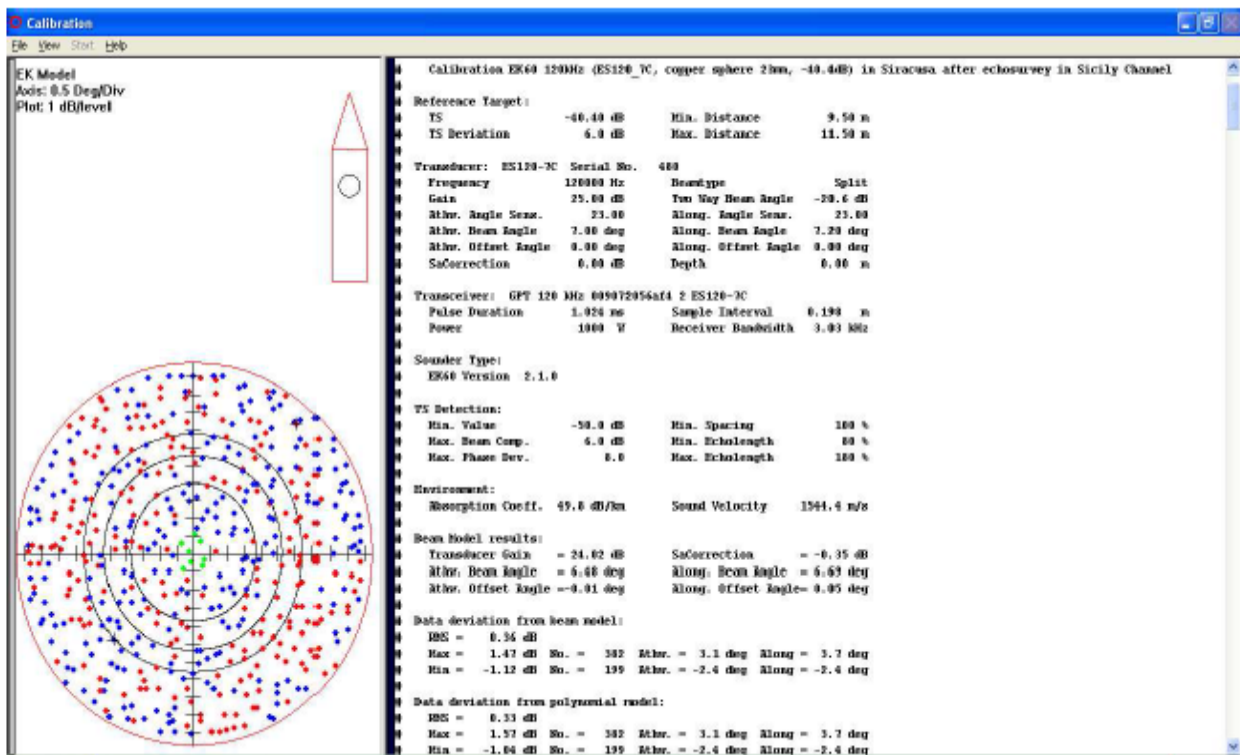 Calibration
File View Start Help
EK Model
Axis: 0.5 Deg/Div
Plot: 1 dB/level
# Calibration EK60 120kHz (ES120_7C, copper sphere 23mm, -40.4dB) in Siracusa after echosurvey in Sicily Channel
#
# Reference Target:
# TS -40.40 dB Min. Distance 9.50 m
# TS Deviation 6.0 dB Max. Distance 11.50 m
#
# Transducer: ES120-7C Serial No. 480
# Frequency 120000 Hz Beamtype Split
# Gain 25.00 dB Two Way Beam Angle -20.6 dB
# Athw. Angle Sens. 23.00 Along. Angle Sens. 23.00
# Athw. Beam Angle 7.00 deg Along. Beam Angle 7.20 deg
# Athw. Offset Angle 0.00 deg Along. Offset Angle 0.00 deg
# SaCorrection 0.00 dB Depth 0.00 m
#
# Transceiver: GPT 120 kHz 009072056af4 2 ES120-7C
# Pulse Duration 1.024 ms Sample Interval 0.198 m
# Power 1000 W Receiver Bandwidth 3.03 kHz
#
# Sounder Type:
# EK60 Version 2.1.0
#
# TS Detection:
# Min. Value -50.0 dB Min. Spacing 100 %
# Max. Beam Comp. 6.0 dB Min. Echolength 80 %
# Max. Phase Dev. 8.0 Max. Echolength 180 %
#
# Environment:
# Absorption Coeff. 49.8 dB/km Sound Velocity 1544.4 m/s
#
# Beam Model results:
# Transducer Gain = 24.82 dB SaCorrection = -0.35 dB
# Athw. Beam Angle = 6.48 deg Along. Beam Angle = 6.69 deg
# Athw. Offset Angle =-0.01 deg Along. Offset Angle= 0.05 deg
#
# Data deviation from beam model:
# RMS = 0.36 dB
# Max = 1.47 dB No. = 382 Athw. = 3.1 deg Along = 3.7 deg
# Min = -1.12 dB No. = 199 Athw. = -2.4 deg Along = -2.4 deg
#
# Data deviation from polynomial model:
# RMS = 0.33 dB
# Max = 1.57 dB No. = 382 Athw. = 3.1 deg Along = 3.7 deg
# Min = -1.04 dB No. = 199 Athw. = -2.4 deg Along = -2.4 deg